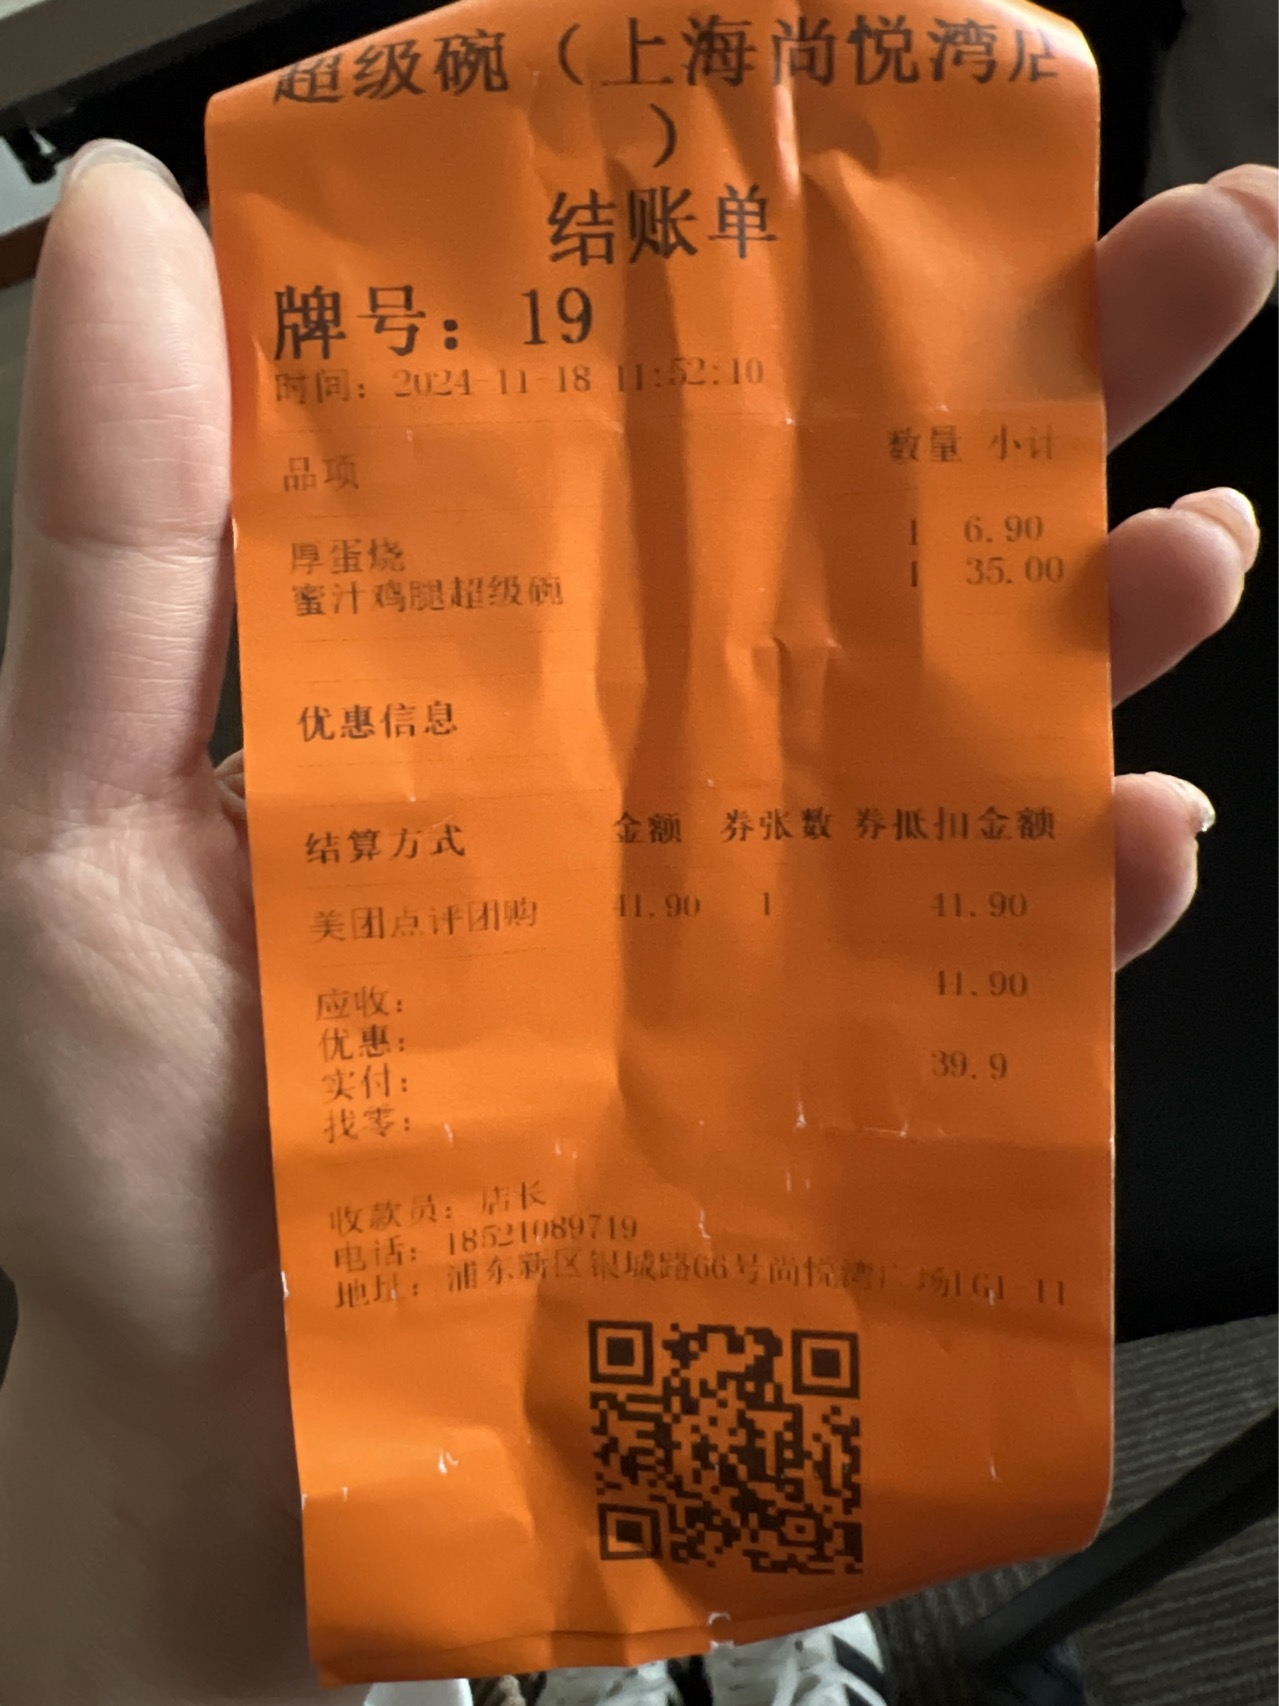 超级碗（上海尚悦湾店
）
结账单
牌号：19
时间：2024-11-18 11:52:10
品项 数量 小计
厚蛋烧 1 6.90
蜜汁鸡腿超级碗 1 35.00
优惠信息
结算方式 金额 券张数 券抵扣金额
美团点评团购 41.90 1 41.90
应收： 41.90
优惠：
实付： 39.9
找零：
收款员：店长
电话：18521089719
地址：浦东新区银城路66号尚悦湾广场1G1-11